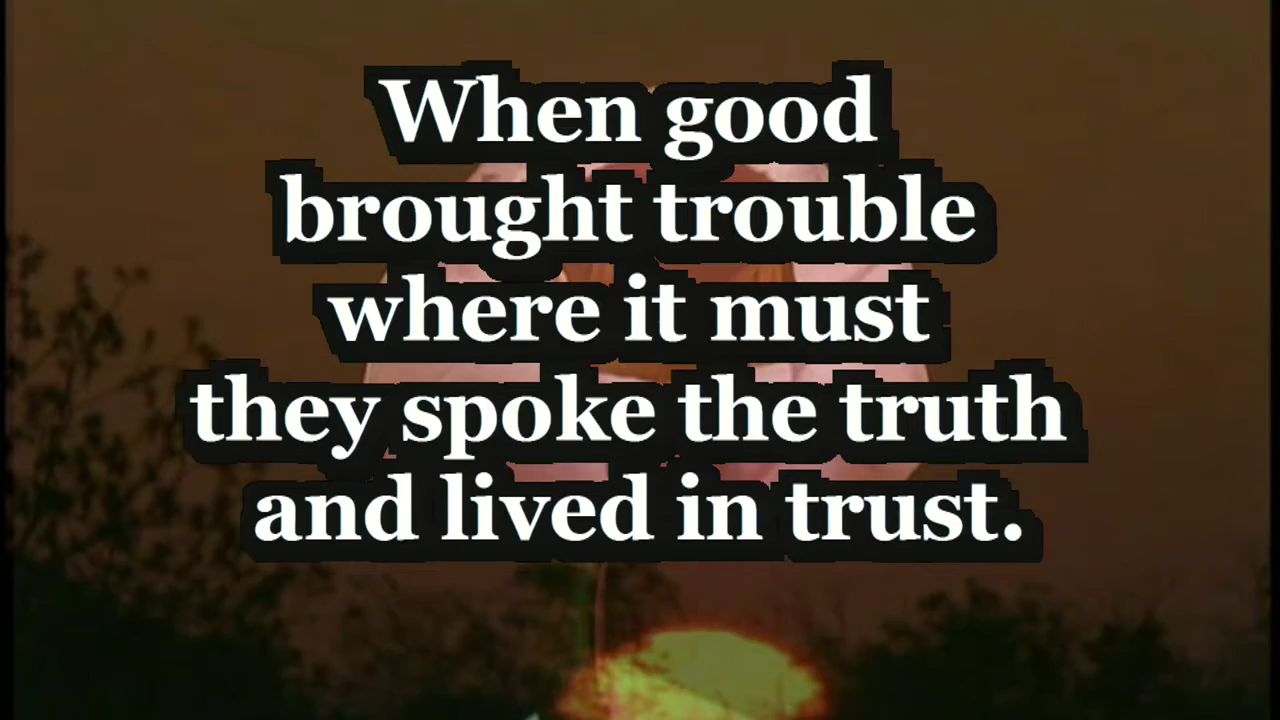 When good
brought trouble
where it must
they spoke the truth
and lived in trust.